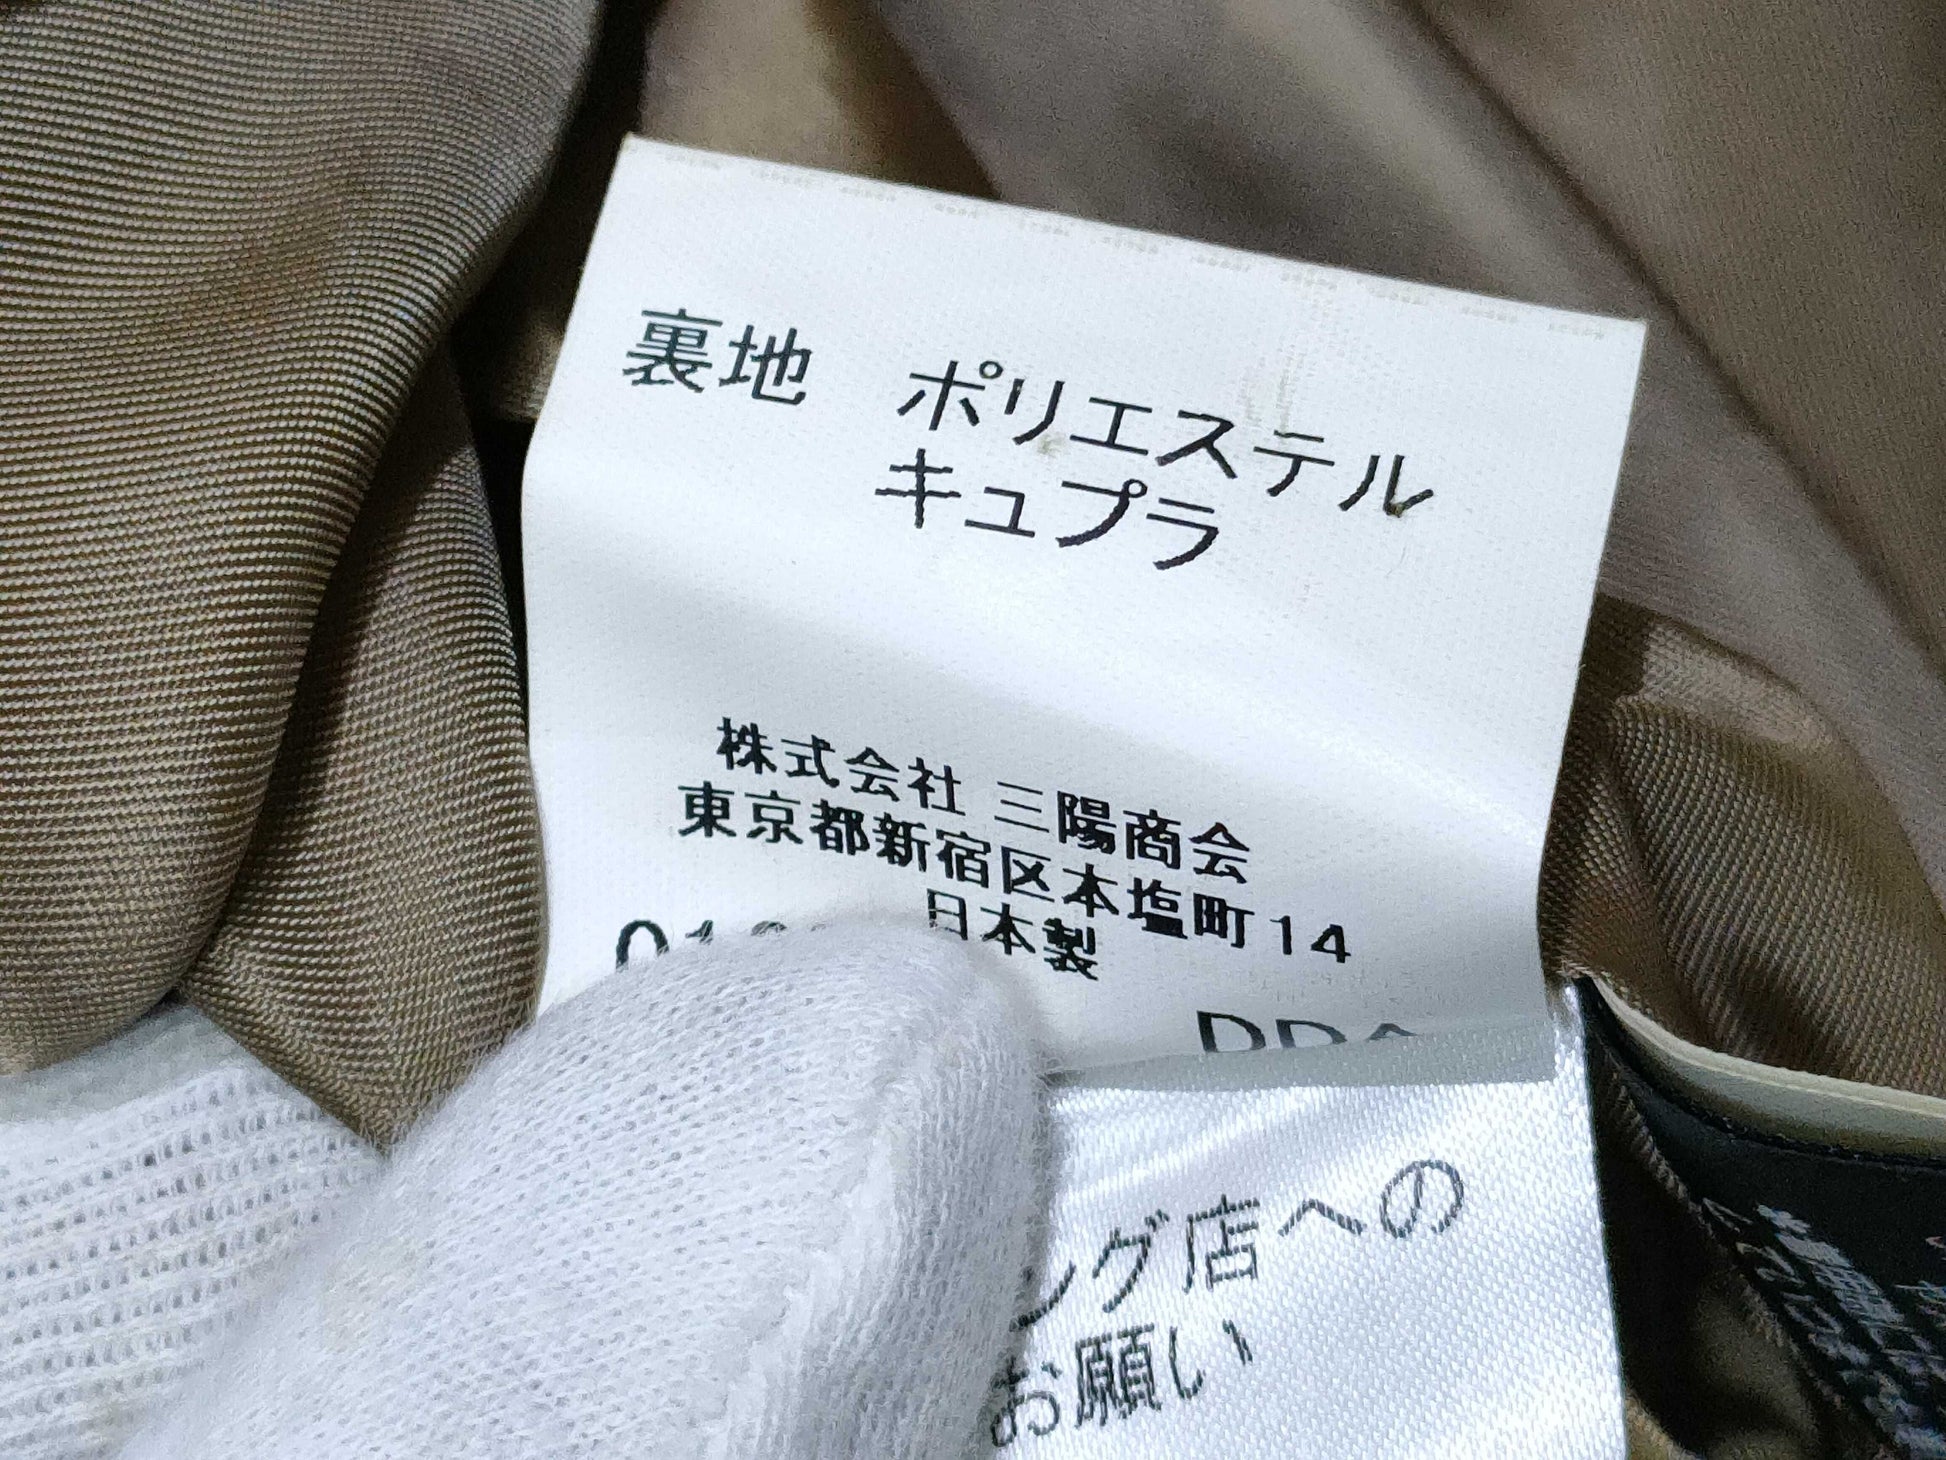 裏地 ポリエステル
キュプラ
株式会社 三陽商会
東京都新宿区本塩町14
日本製
ング店への
お願い